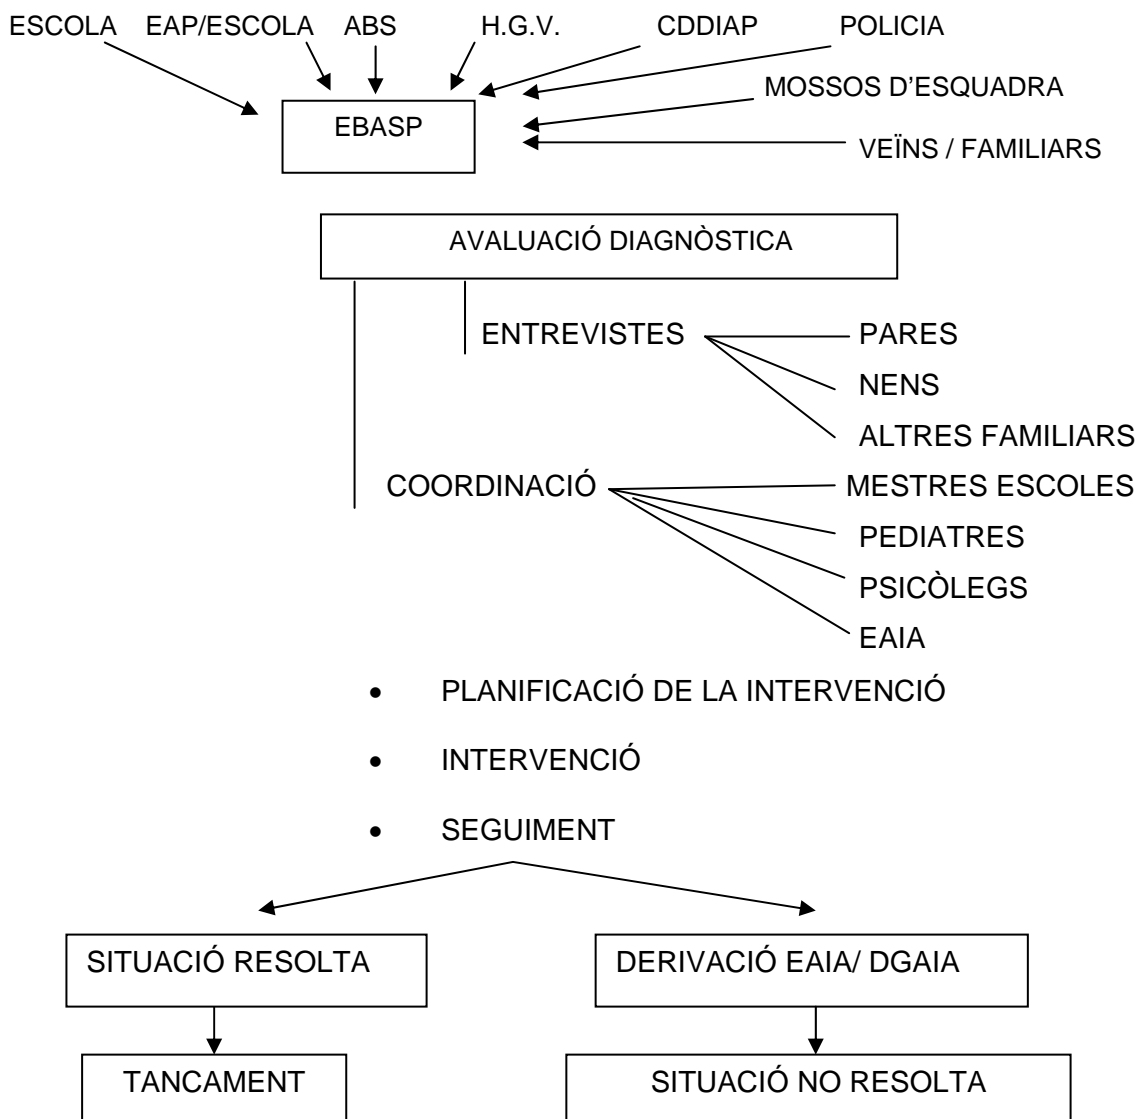 ESCOLA EAP/ESCOLA ABS H.G.V. CDDIAP POLICIA
MOSSOS D'ESQUADRA
EBASP
VEÏNS / FAMILIARS
AVALUACIÓ DIAGNÒSTICA
ENTREVISTES PARES
NENS
ALTRES FAMILIARS
COORDINACIÓ MESTRES ESCOLES
PEDIATRES
PSICÒLEGS
EAIA
• PLANIFICACIÓ DE LA INTERVENCIÓ
• INTERVENCIÓ
• SEGUIMENT
SITUACIÓ RESOLTA DERIVACIÓ EAIA/ DGAIA
TANCAMENT SITUACIÓ NO RESOLTA